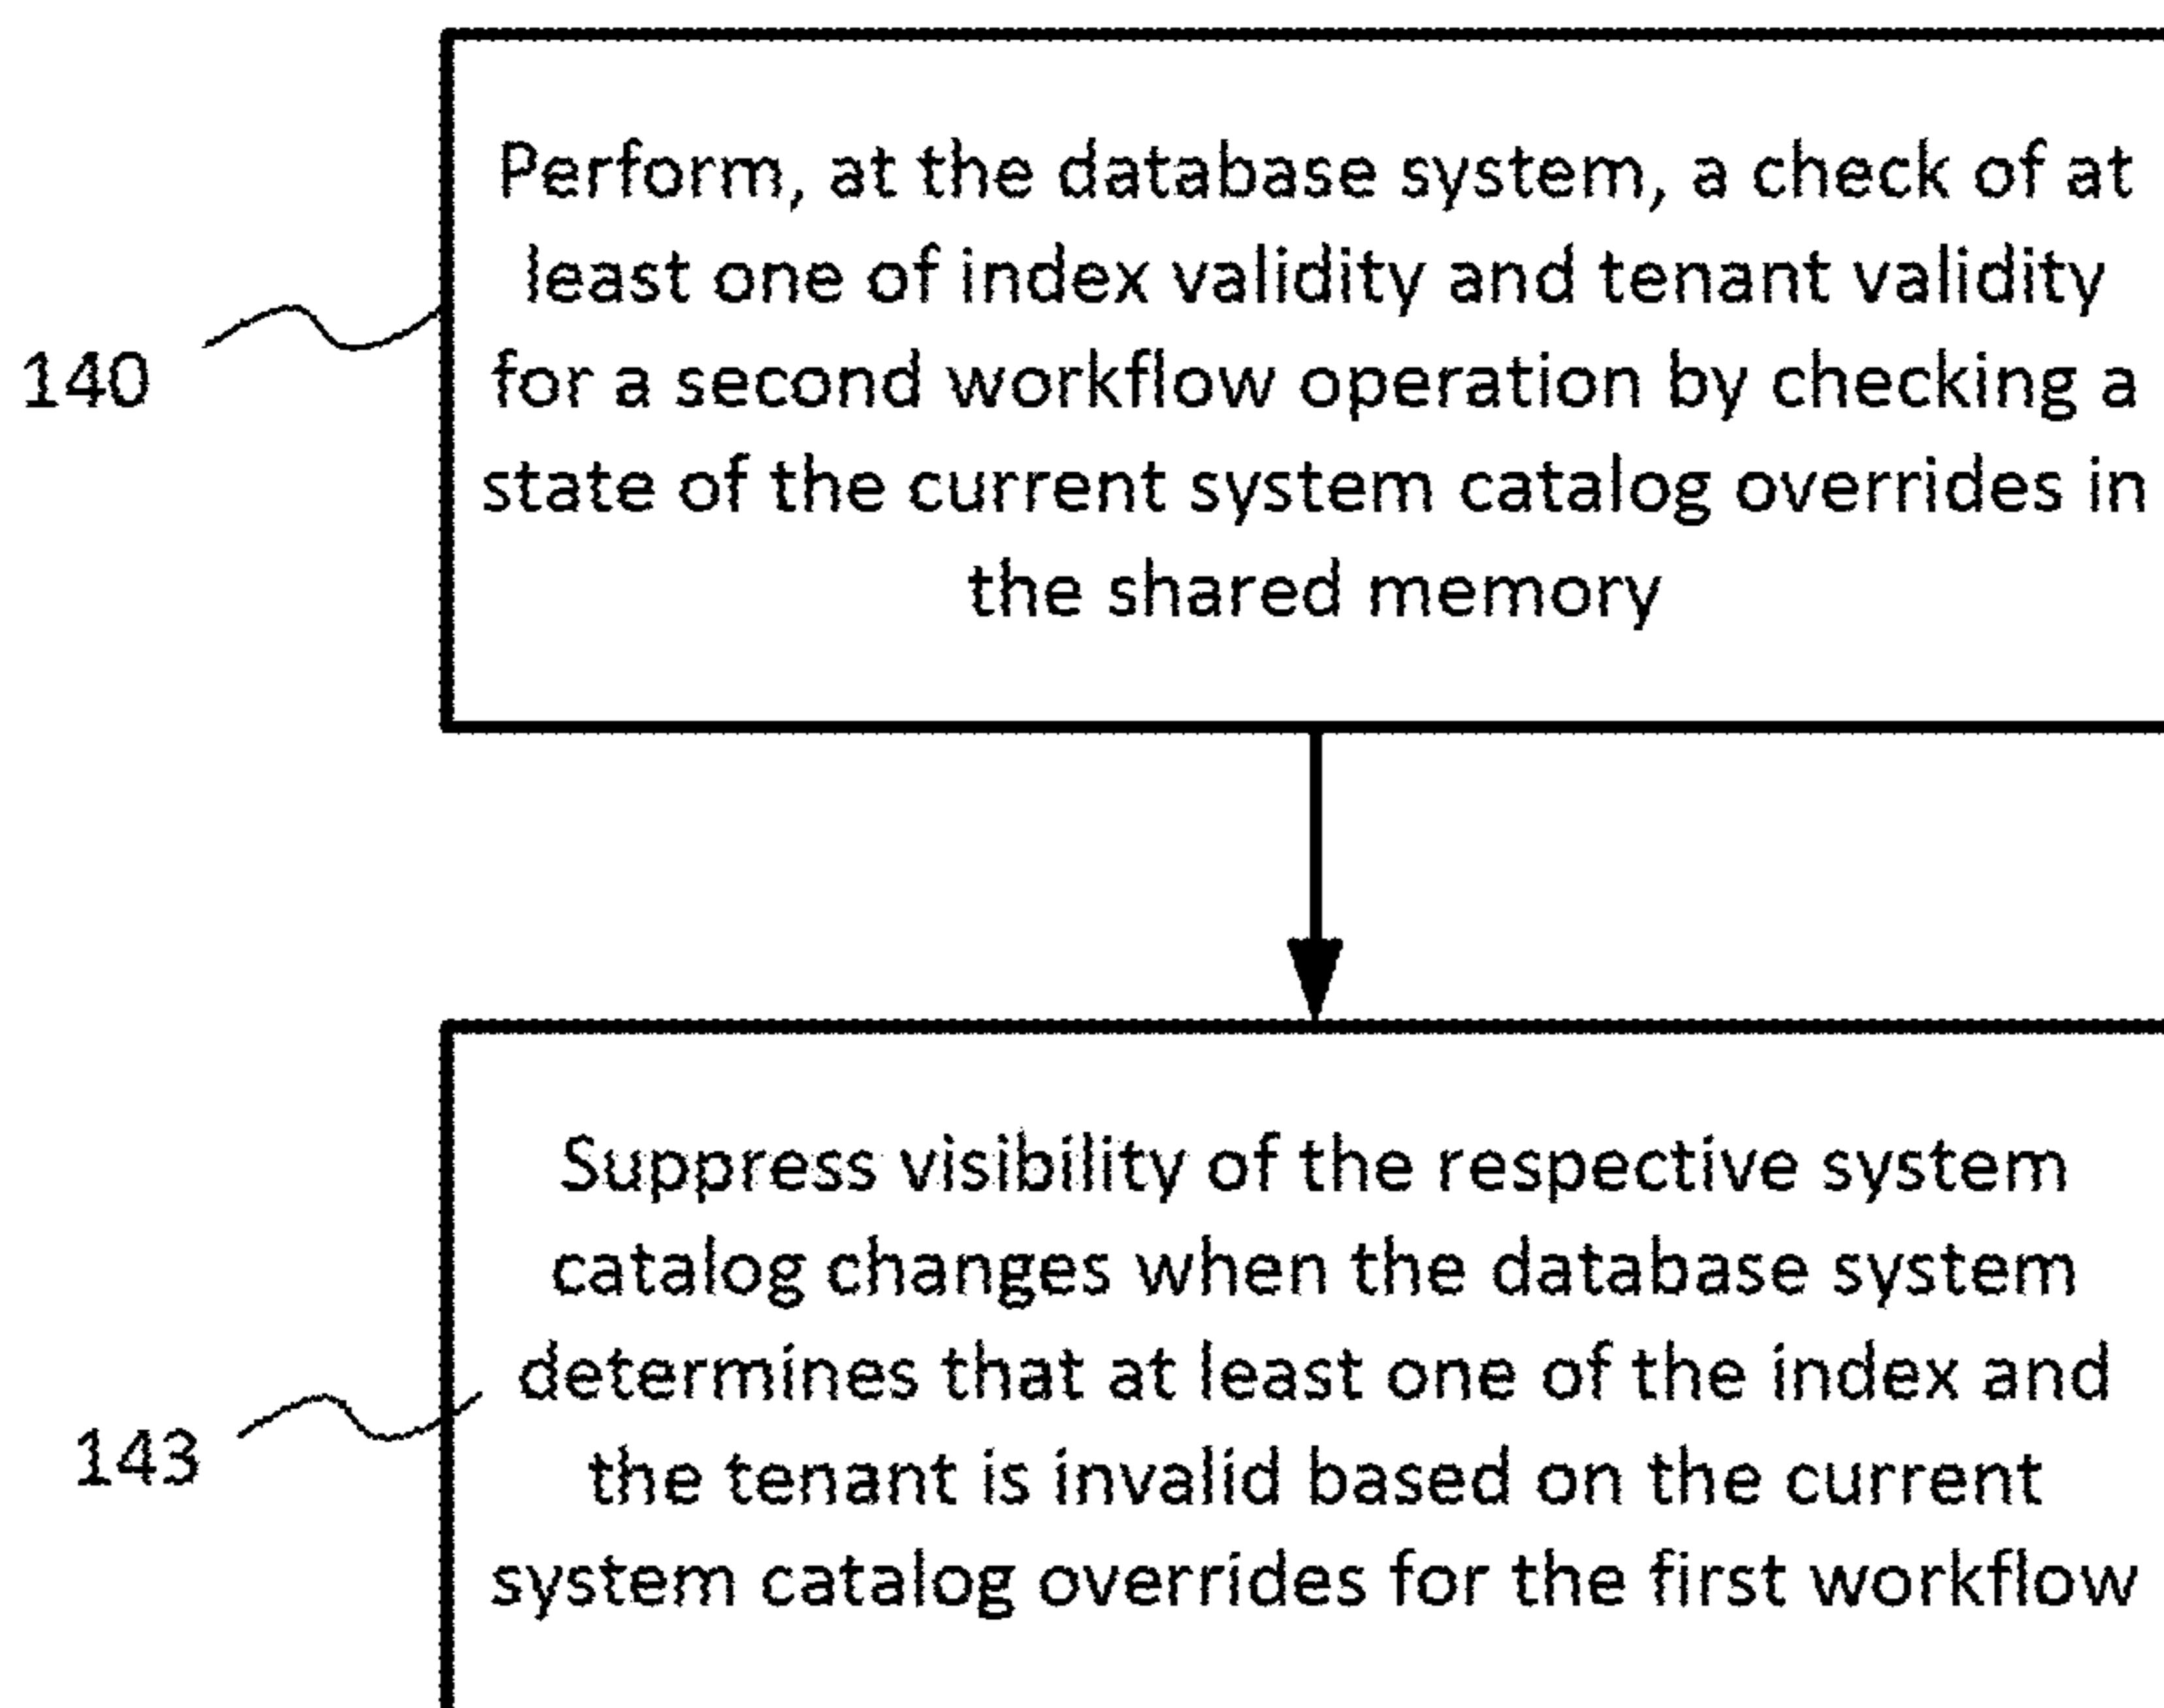 Perform, at the database system, a check of at
least one of index validity and tenant validity
for a second workflow operation by checking a
state of the current system catalog overrides in
the shared memory
140
Suppress visibility of the respective system
catalog changes when the database system
determines that at least one of the index and
the tenant is invalid based on the current
system catalog overrides for the first workflow
143